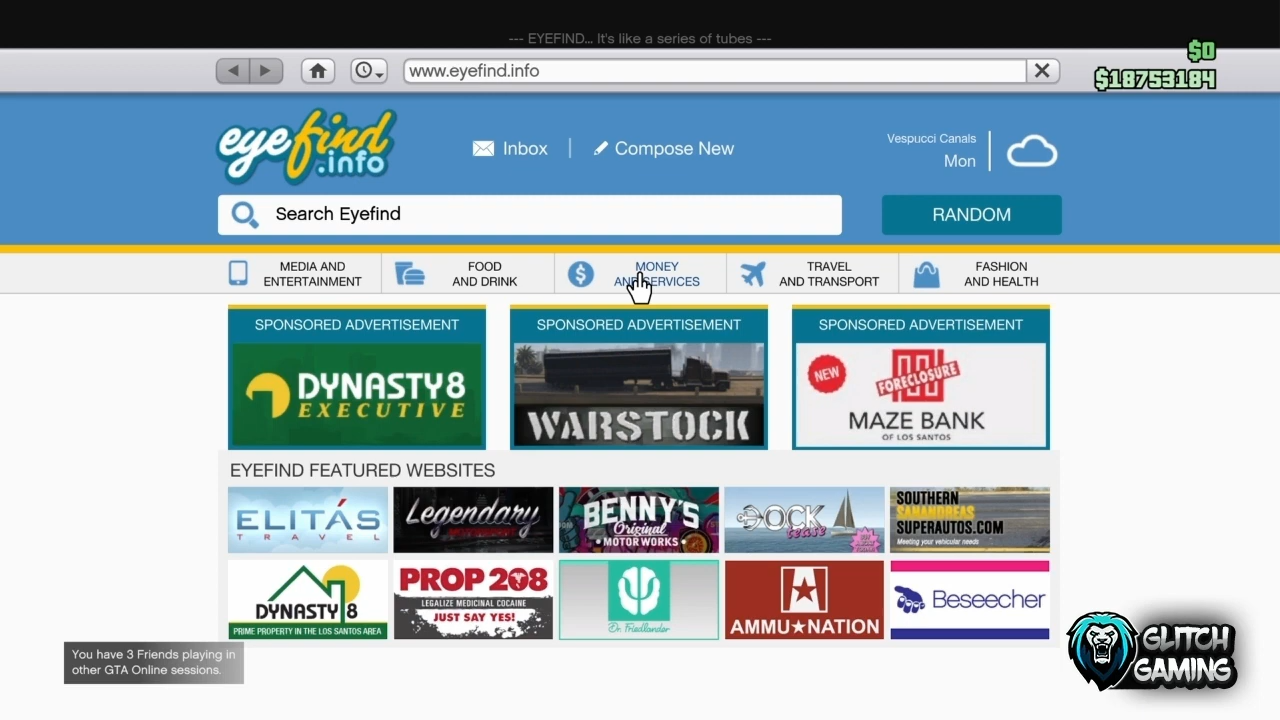 --- EYEFIND... It's like a series of tubes ---
$0
www.eyefind.info
$18753184
eyefind
.info
Inbox
Compose New
Vespucci Canals
Mon
Search Eyefind
RANDOM
MEDIA AND
ENTERTAINMENT
FOOD
AND DRINK
MONEY
AND SERVICES
TRAVEL
AND TRANSPORT
FASHION
AND HEALTH
SPONSORED ADVERTISEMENT
DYNASTY 8
EXECUTIVE
SPONSORED ADVERTISEMENT
WARSTOCK
SPONSORED ADVERTISEMENT
NEW
FORECLOSURE
MAZE BANK
OF LOS SANTOS
EYEFIND FEATURED WEBSITES
ELITÁS
TRAVEL
Legendary
MOTORSPORT
BENNY'S
Original
• MOTOR WORKS •
DOCK
tease
SOUTHERN
SANANDREAS
SUPERAUTOS.COM
Meeting your vehicular needs
DYNASTY 8
PRIME PROPERTY IN THE LOS SANTOS AREA
PROP 208
LEGALIZE MEDICINAL COCAINE
JUST SAY YES!
Dr. Friedlander
AMMU★NATION
Beseecher
You have 3 Friends playing in
other GTA Online sessions.
GLITCH
GAMING